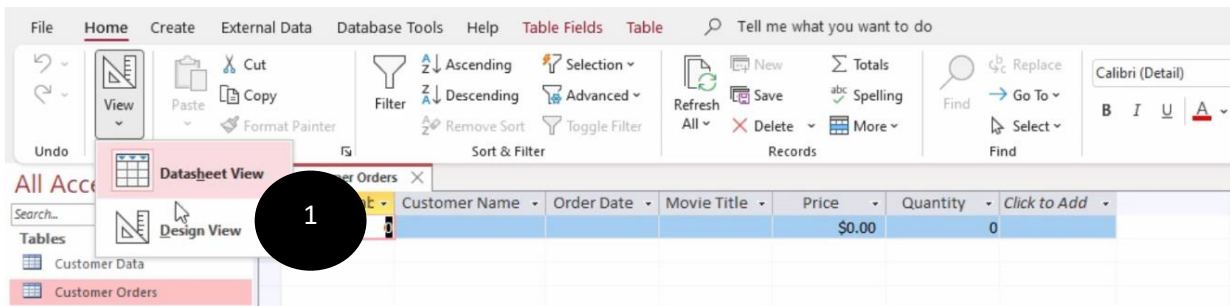 File Home Create External Data Database Tools Help Table Fields Table Tell me what you want to do
View
Paste
Cut
Copy
Format Painter
Filter
Ascending
Descending
Remove Sort
Selection
Advanced
Toggle Filter
Refresh
All
New
Save
Delete
Totals
Spelling
More
Find
Replace
Go To
Select
Calibri (Detail)
B I U A
Undo
Sort & Filter
Records
Find
Datasheet View
Design View
1
All
Search...
Tables
Customer Data
Customer Orders
Orders
Customer Name Order Date Movie Title Price Quantity Click to Add
0 $0.00 0